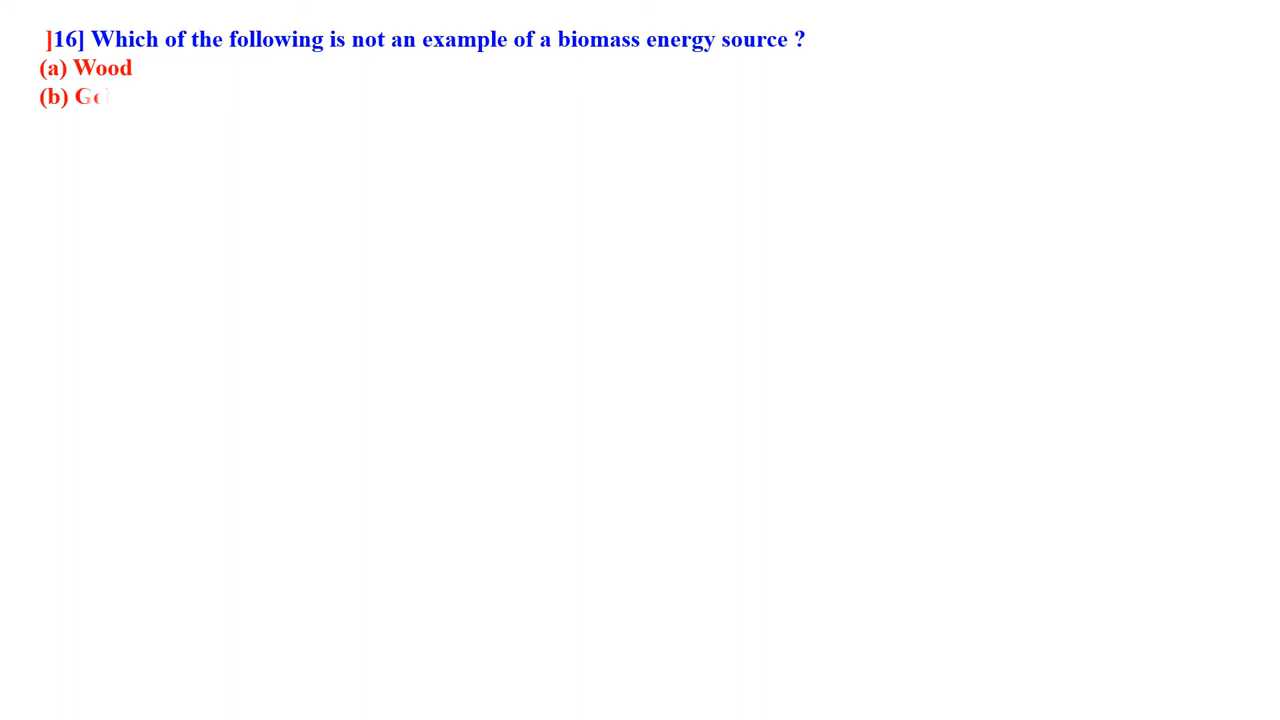 ]16] Which of the following is not an example of a biomass energy source ?
(a) Wood
(b)